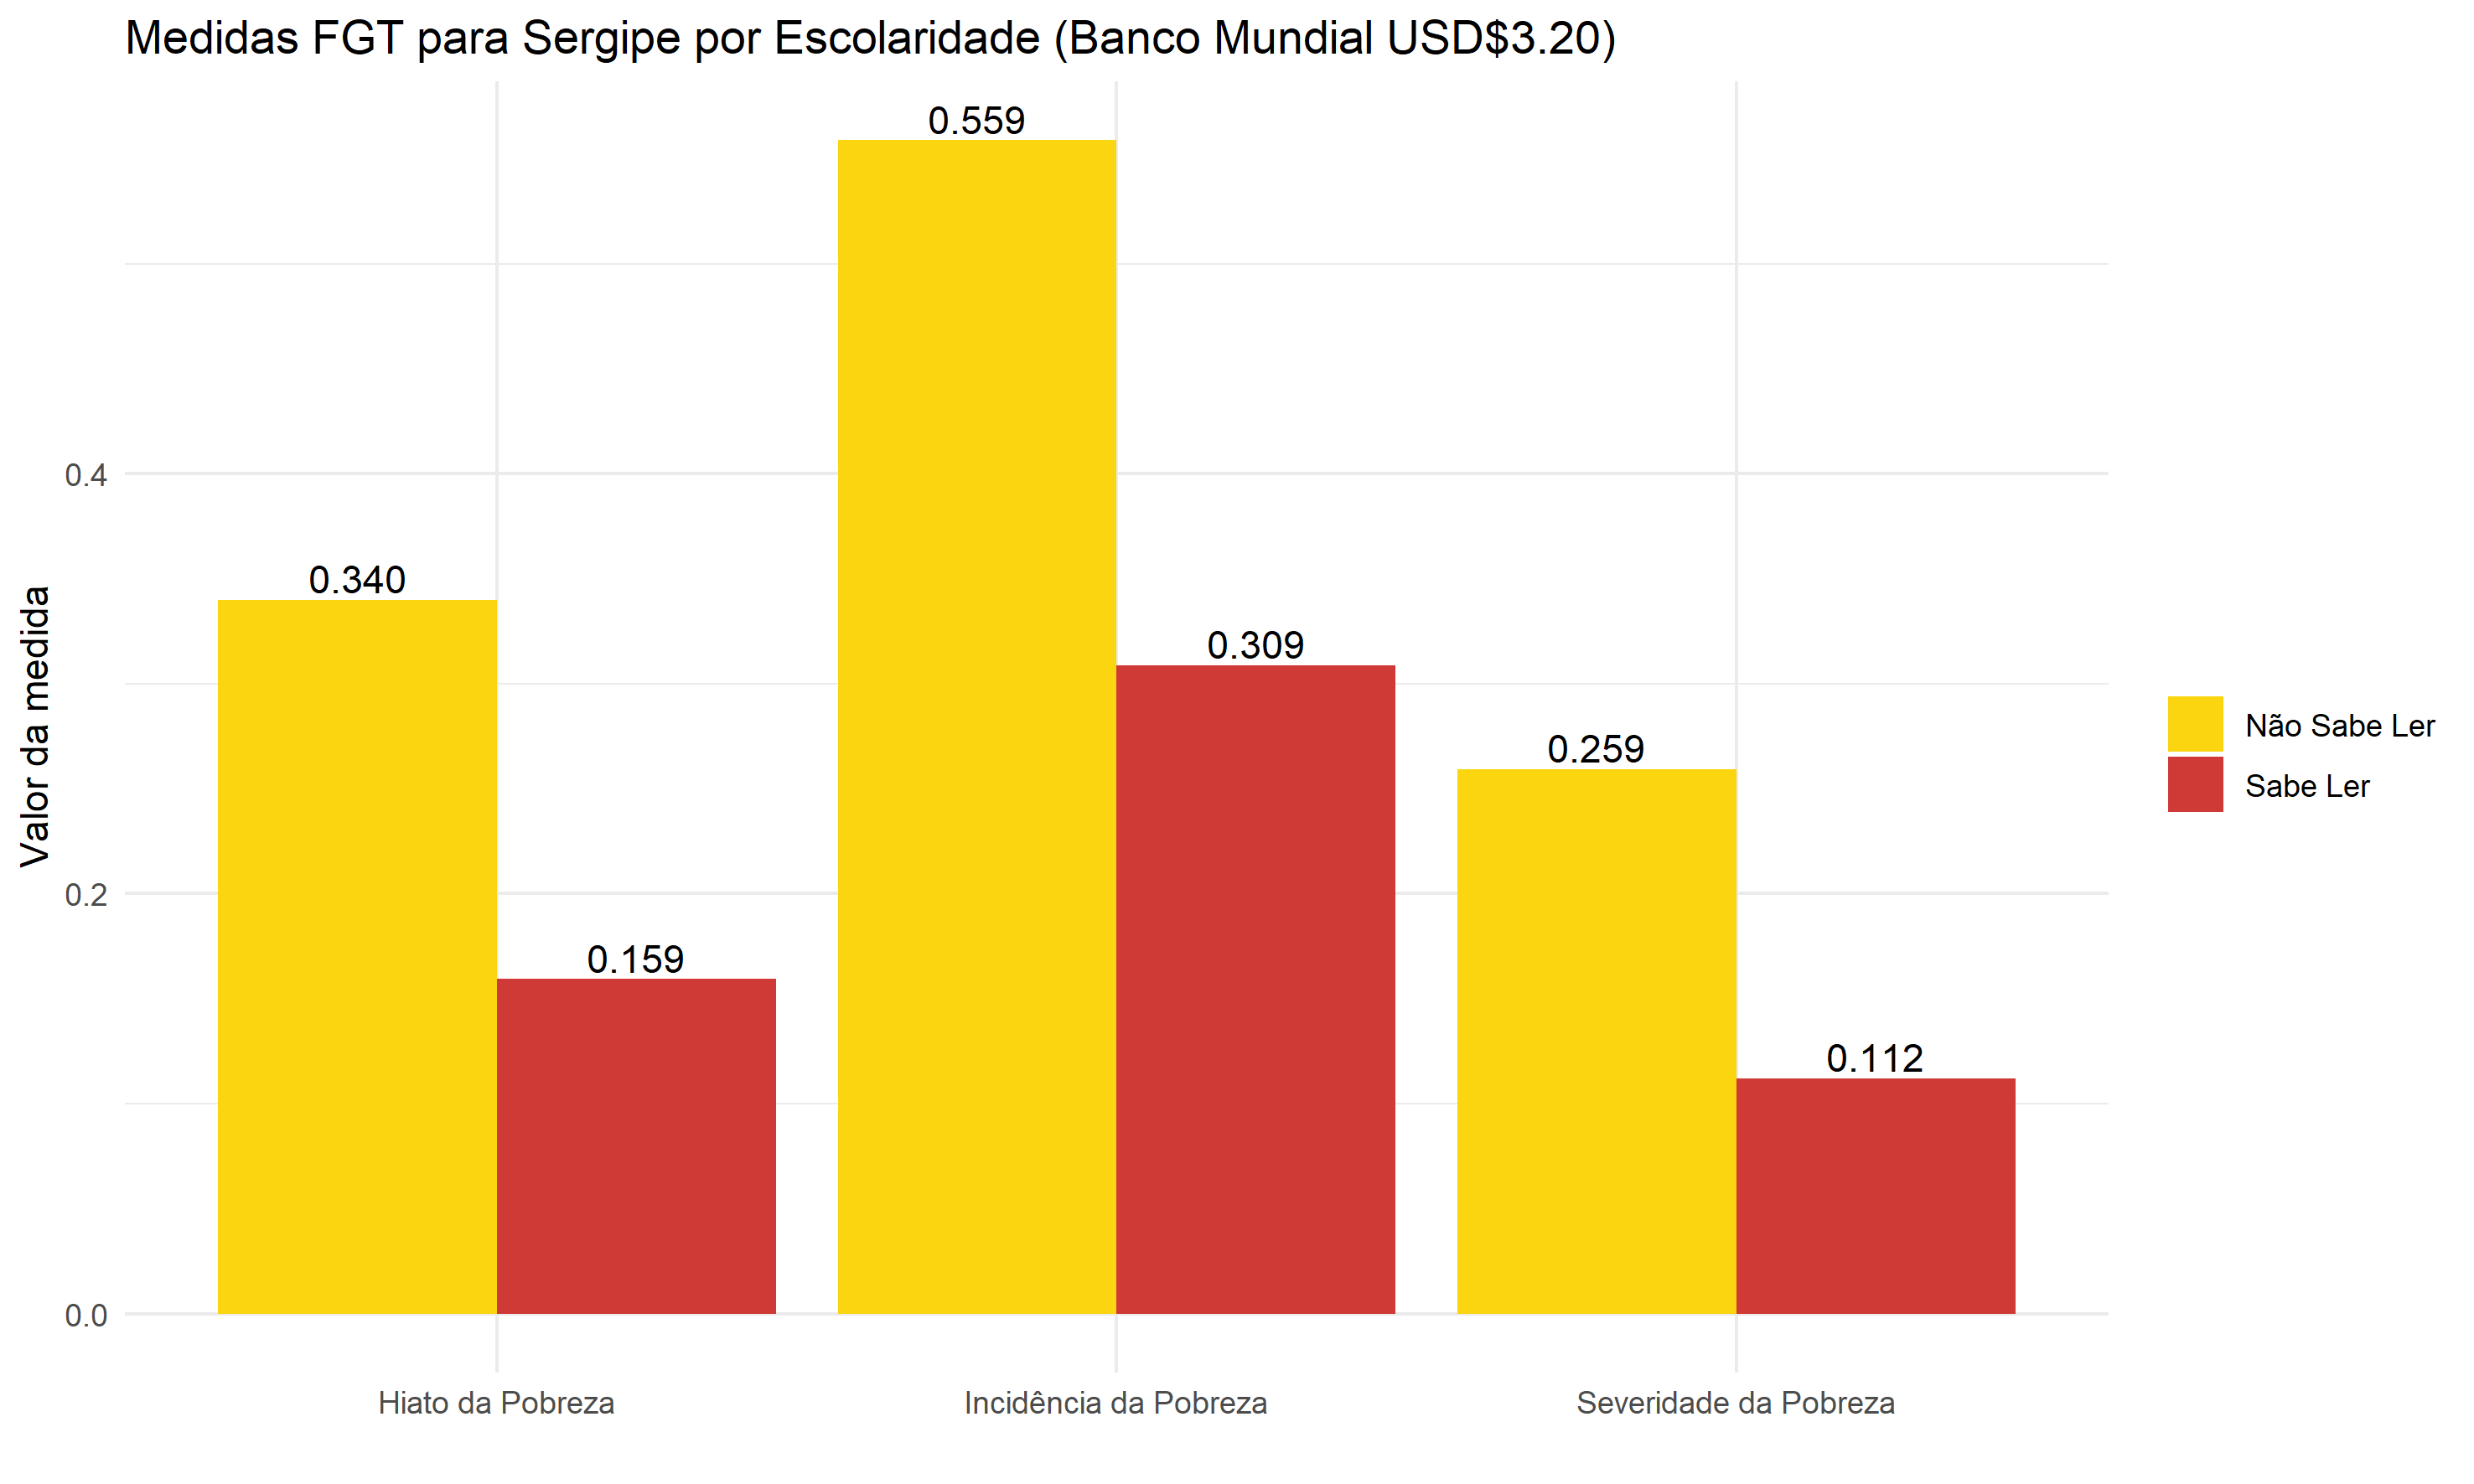 Medidas FGT para Sergipe por Escolaridade (Banco Mundial USD$3.20)
Valor da medida
0.4
0.2
0.0
0.340
0.159
0.559
0.309
0.259
0.112
Hiato da Pobreza
Incidência da Pobreza
Severidade da Pobreza
Não Sabe Ler
Sabe Ler